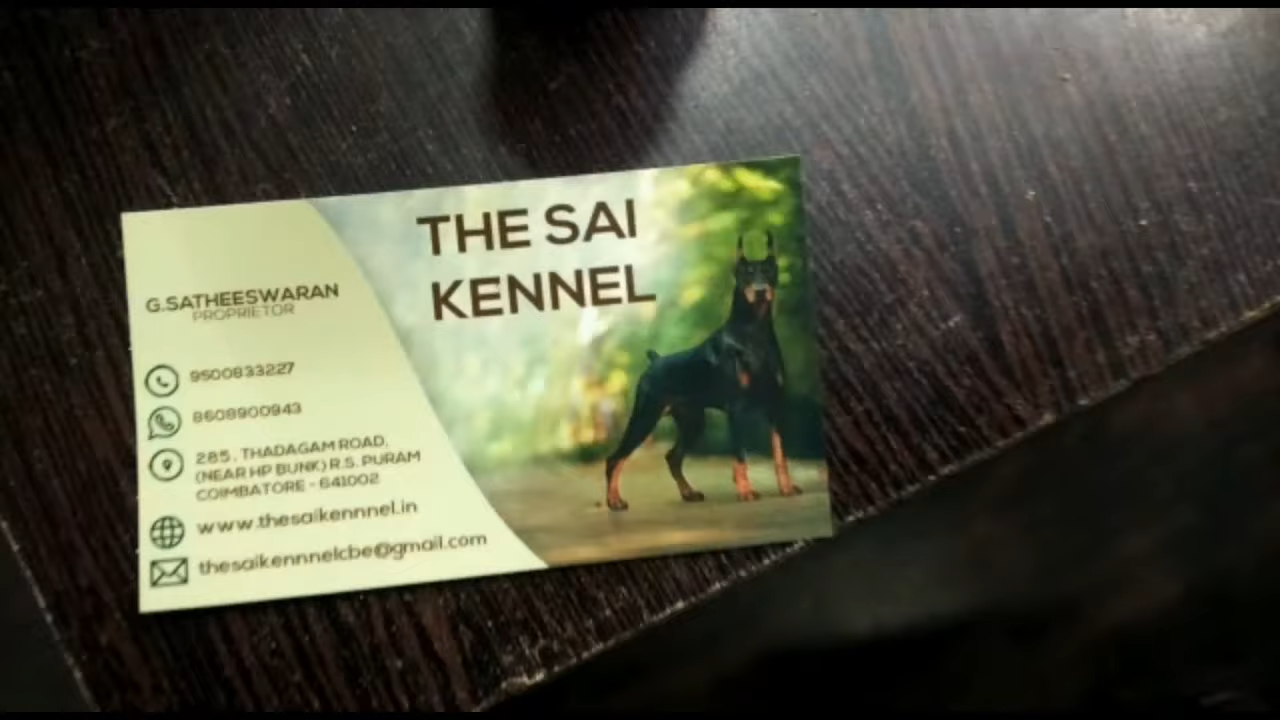 THE SAI
KENNEL
G.SATHEESWARAN
PROPRIETOR
9500833227
8608900943
285 , THADAGAM ROAD,
(NEAR HP BUNK) R.S. PURAM
COIMBATORE - 641002
www.thesaikennnel.in
thesaikennnelcbe@gmail.com